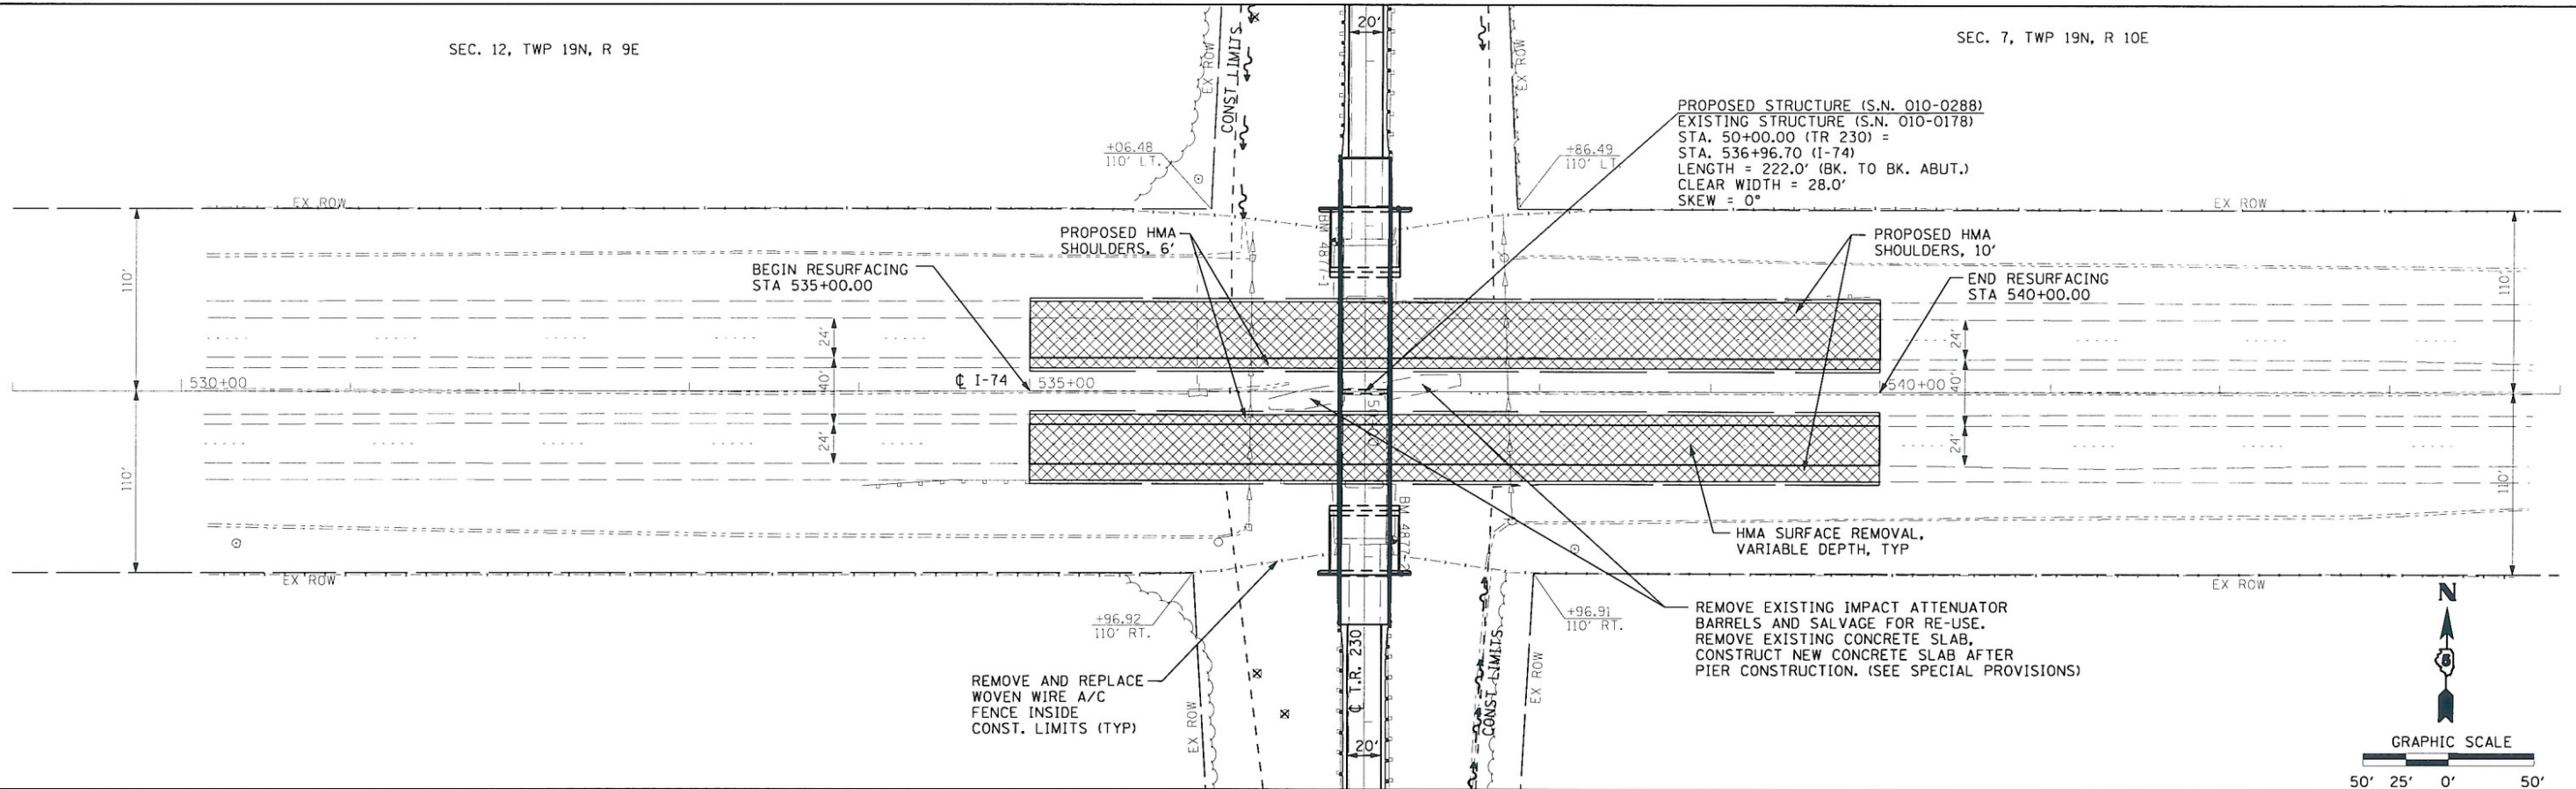 SEC. 12, TWP 19N, R 9E
SEC. 7, TWP 19N, R 10E
20'
EX ROW
CONST LIMITS
EX ROW
PROPOSED STRUCTURE (S.N. 010-0288)
EXISTING STRUCTURE (S.N. 010-0178)
STA. 50+00.00 (TR 230) =
STA. 536+96.70 (I-74)
LENGTH = 222.0' (BK. TO BK. ABUT.)
CLEAR WIDTH = 28.0'
SKEW = 0°
+06.48
110' LT.
+86.49
110' LT.
EX ROW
EX ROW
BM 4877-1
PROPOSED HMA
SHOULDERS, 6'
PROPOSED HMA
SHOULDERS, 10'
BEGIN RESURFACING
STA 535+00.00
END RESURFACING
STA 540+00.00
110'
110'
24'
24'
40'
40'
530+00
℄ I-74
535+00
540+00
24'
24'
110'
110'
BM 4877-2
HMA SURFACE REMOVAL,
VARIABLE DEPTH, TYP
EX ROW
EX ROW
+96.92
110' RT.
+96.91
110' RT.
REMOVE EXISTING IMPACT ATTENUATOR
BARRELS AND SALVAGE FOR RE-USE.
REMOVE EXISTING CONCRETE SLAB,
CONSTRUCT NEW CONCRETE SLAB AFTER
PIER CONSTRUCTION. (SEE SPECIAL PROVISIONS)
REMOVE AND REPLACE
WOVEN WIRE A/C
FENCE INSIDE
CONST. LIMITS (TYP)
EX ROW
℄ T.R. 230
CONST LIMITS
EX ROW
20'
N
GRAPHIC SCALE
50' 25' 0' 50'